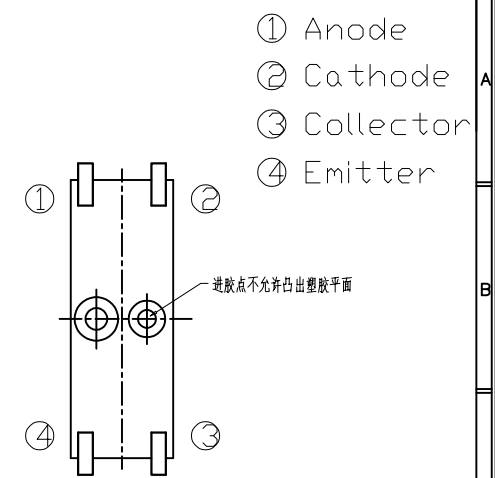 ① Anode
② Cathode
③ Collector
④ Emitter
A
① ②
进胶点不允许凸出塑胶平面
B
④ ③